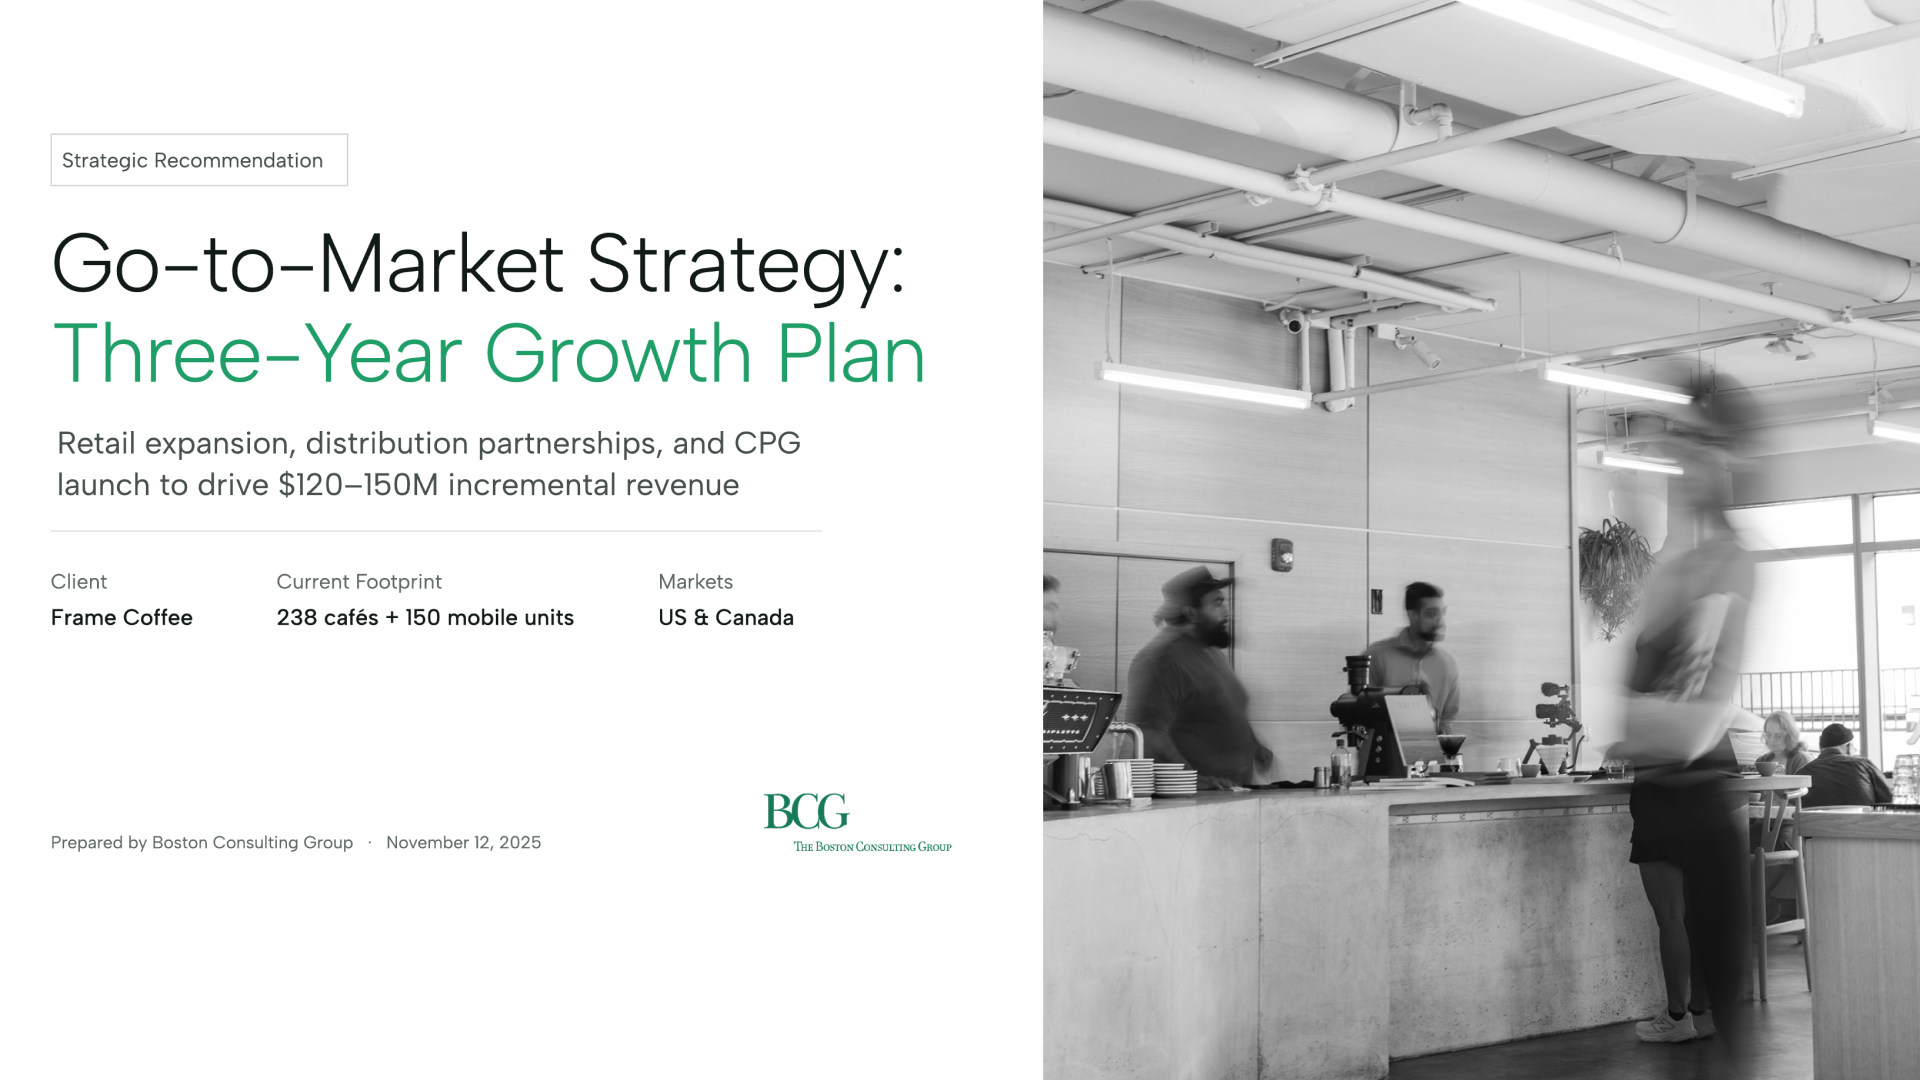 Strategic Recommendation
Go–to–Market Strategy:
Three–Year Growth Plan
Retail expansion, distribution partnerships, and CPG
launch to drive $120–150M incremental revenue
Client
Frame Coffee
Current Footprint
238 cafés + 150 mobile units
Markets
US & Canada
Prepared by Boston Consulting Group · November 12, 2025
BCG
The Boston Consulting Group